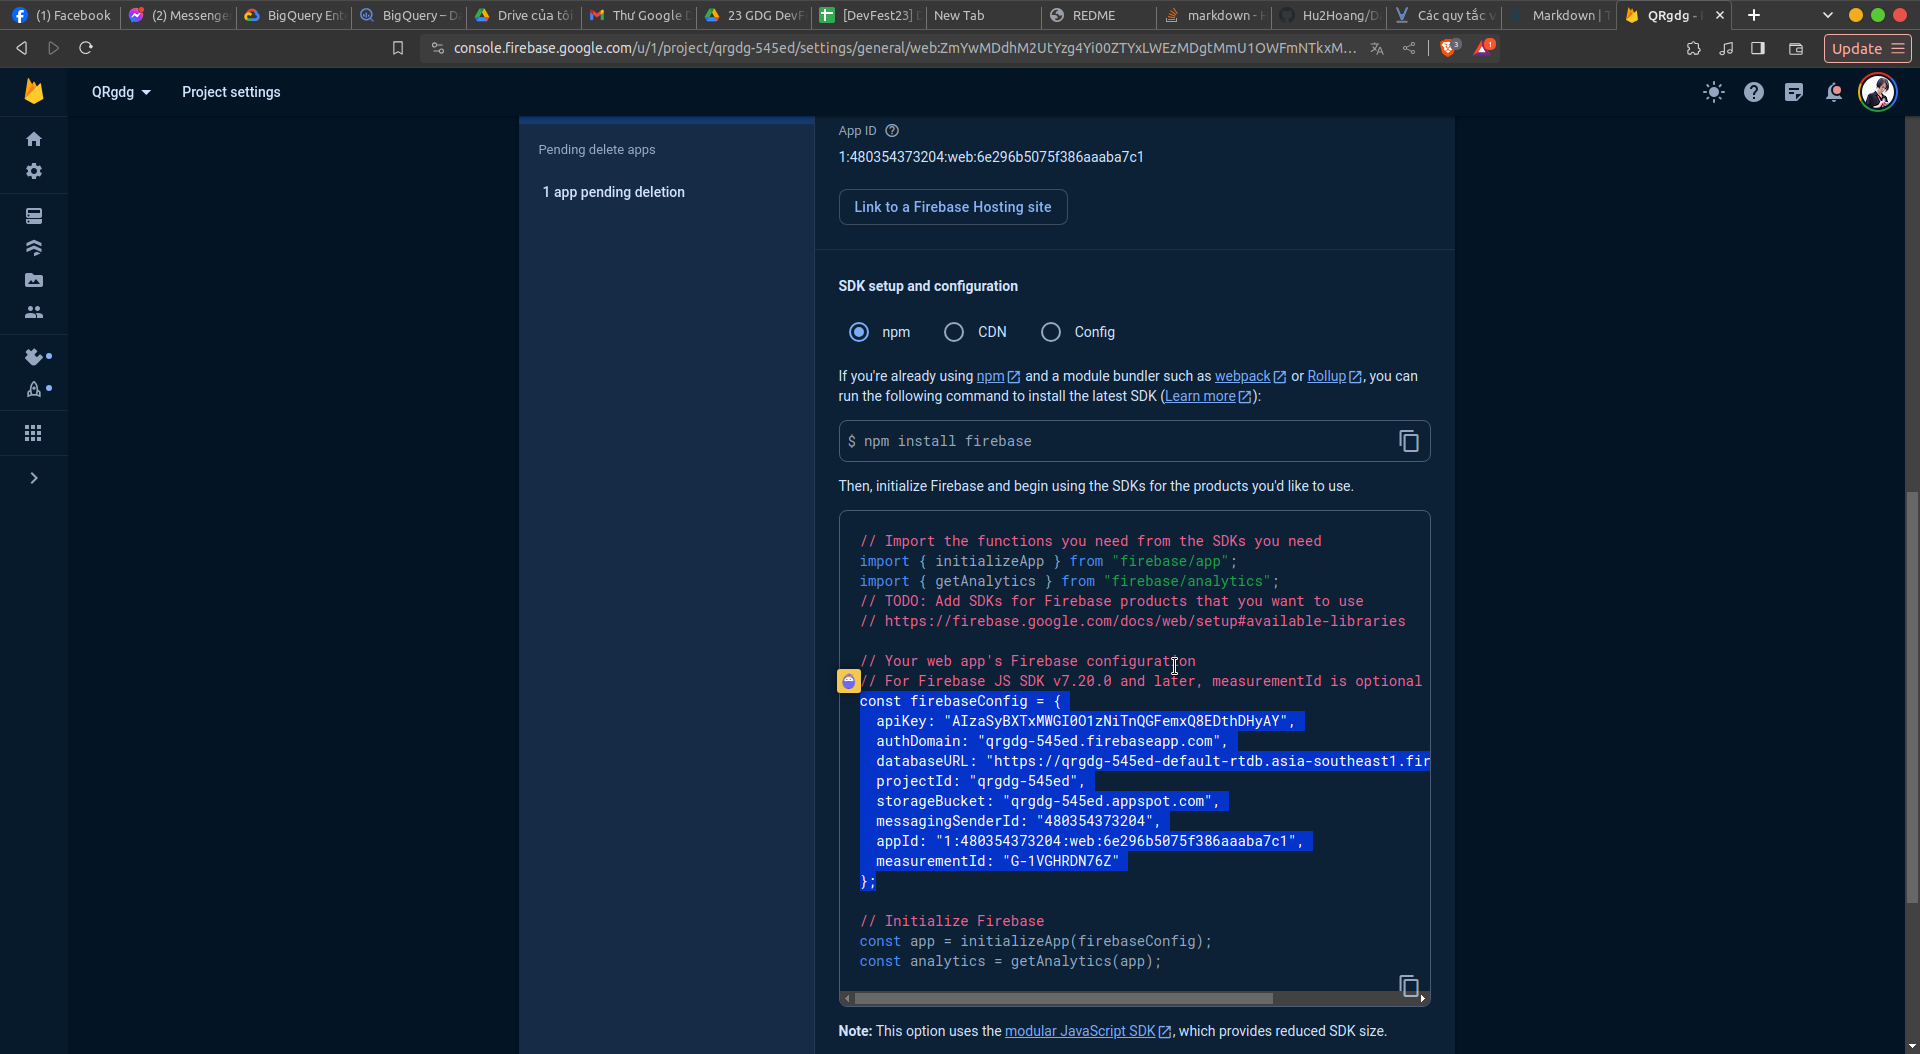 (1) Facebook
(2) Messenge
BigQuery Ent
BigQuery – D
Drive của tô
Thư Google
23 GDG DevF
[DevFest23]
New Tab
REDME
markdown -
Hu2Hoang/D
Các quy tắc v
Markdown |
QRgdg -
console.firebase.google.com/u/1/project/qrgdg-545ed/settings/general/web:ZmYwMDdhM2UtYzg4Yi00ZTYxLWEzMDgtMmU1OWFmNTkxM...
3
1
Update
QRgdg
Project settings
Pending delete apps
1 app pending deletion
App ID
1:480354373204:web:6e296b5075f386aaaba7c1
Link to a Firebase Hosting site
SDK setup and configuration
npm
CDN
Config
If you're already using npm and a module bundler such as webpack or Rollup, you can
run the following command to install the latest SDK (Learn more):
$ npm install firebase
Then, initialize Firebase and begin using the SDKs for the products you'd like to use.
// Import the functions you need from the SDKs you need
import { initializeApp } from "firebase/app";
import { getAnalytics } from "firebase/analytics";
// TODO: Add SDKs for Firebase products that you want to use
// https://firebase.google.com/docs/web/setup#available-libraries
// Your web app's Firebase configuration
// For Firebase JS SDK v7.20.0 and later, measurementId is optional
const firebaseConfig = {
apiKey: "AIzaSyBXTxMWGI0O1zNiTnQGFemxQ8EDthDHyAY",
authDomain: "qrgdg-545ed.firebaseapp.com",
databaseURL: "https://qrgdg-545ed-default-rtdb.asia-southeast1.fir
projectId: "qrgdg-545ed",
storageBucket: "qrgdg-545ed.appspot.com",
messagingSenderId: "480354373204",
appId: "1:480354373204:web:6e296b5075f386aaaba7c1",
measurementId: "G-1VGHRDN76Z"
};
// Initialize Firebase
const app = initializeApp(firebaseConfig);
const analytics = getAnalytics(app);
Note: This option uses the modular JavaScript SDK, which provides reduced SDK size.